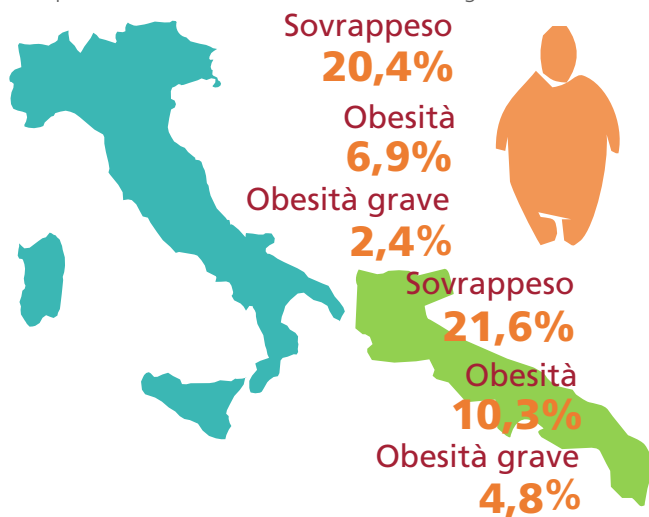 Sovrappeso
20,4%
Obesità
6,9%
Obesità grave
2,4%
Sovrappeso
21,6%
Obesità
10,3%
Obesità grave
4,8%